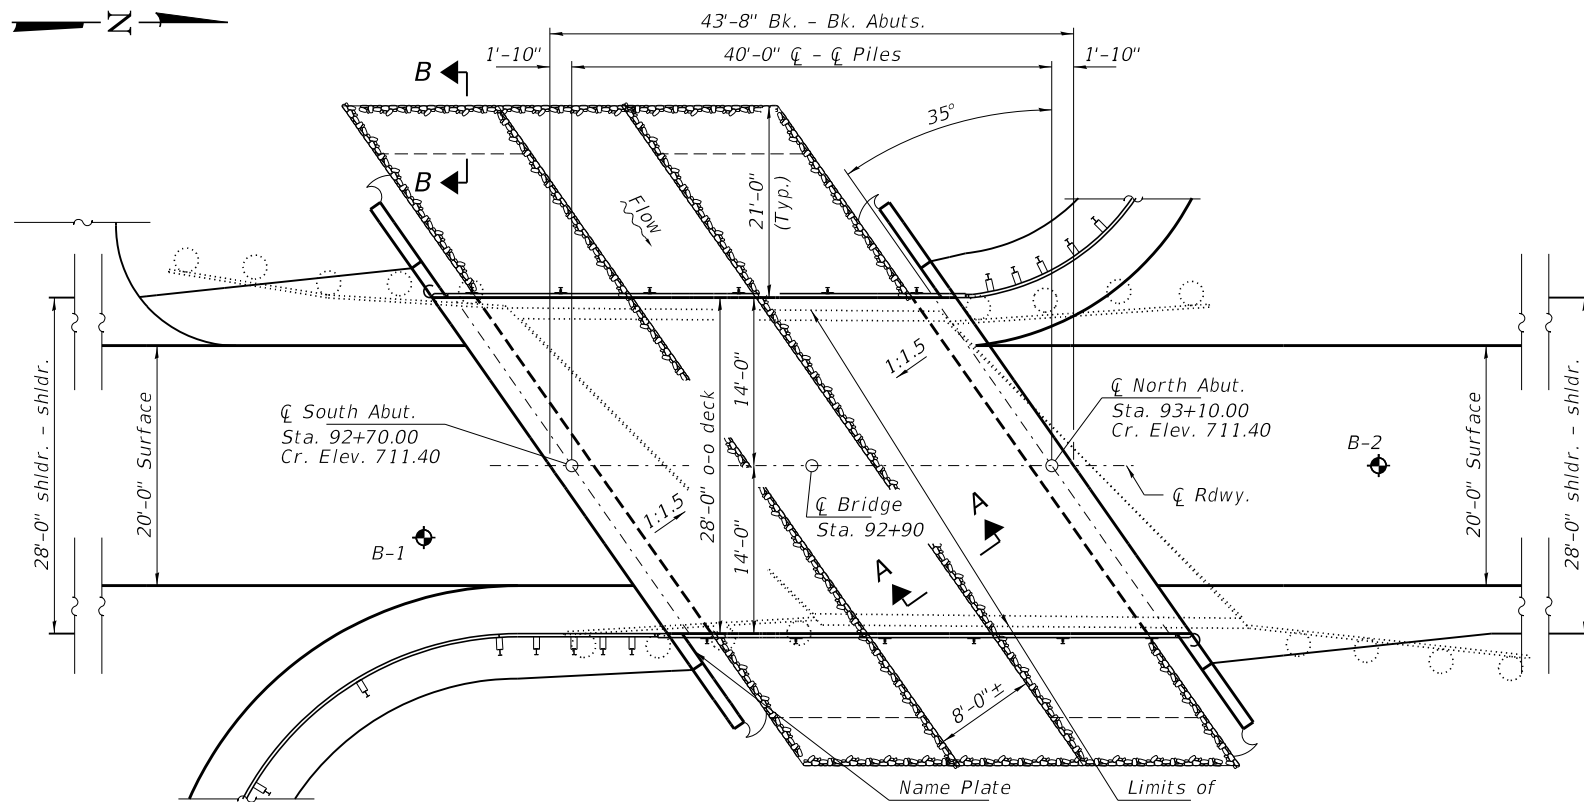 N
43'-8" Bk. - Bk. Abuts.
1'-10"
40'-0" ℄ - ℄ Piles
1'-10"
B
B
35°
21'-0"
(Typ.)
Flow
1:1.5
14'-0"
℄ South Abut.
Sta. 92+70.00
Cr. Elev. 711.40
℄ North Abut.
Sta. 93+10.00
Cr. Elev. 711.40
B-2
28'-0" shldr. - shldr.
20'-0" Surface
28'-0" o-o deck
20'-0" Surface
28'-0" shldr. - shldr.
℄ Rdwy.
℄ Bridge
Sta. 92+90
1:1.5
B-1
14'-0"
A
A
8'-0"±
Name Plate
Limits of